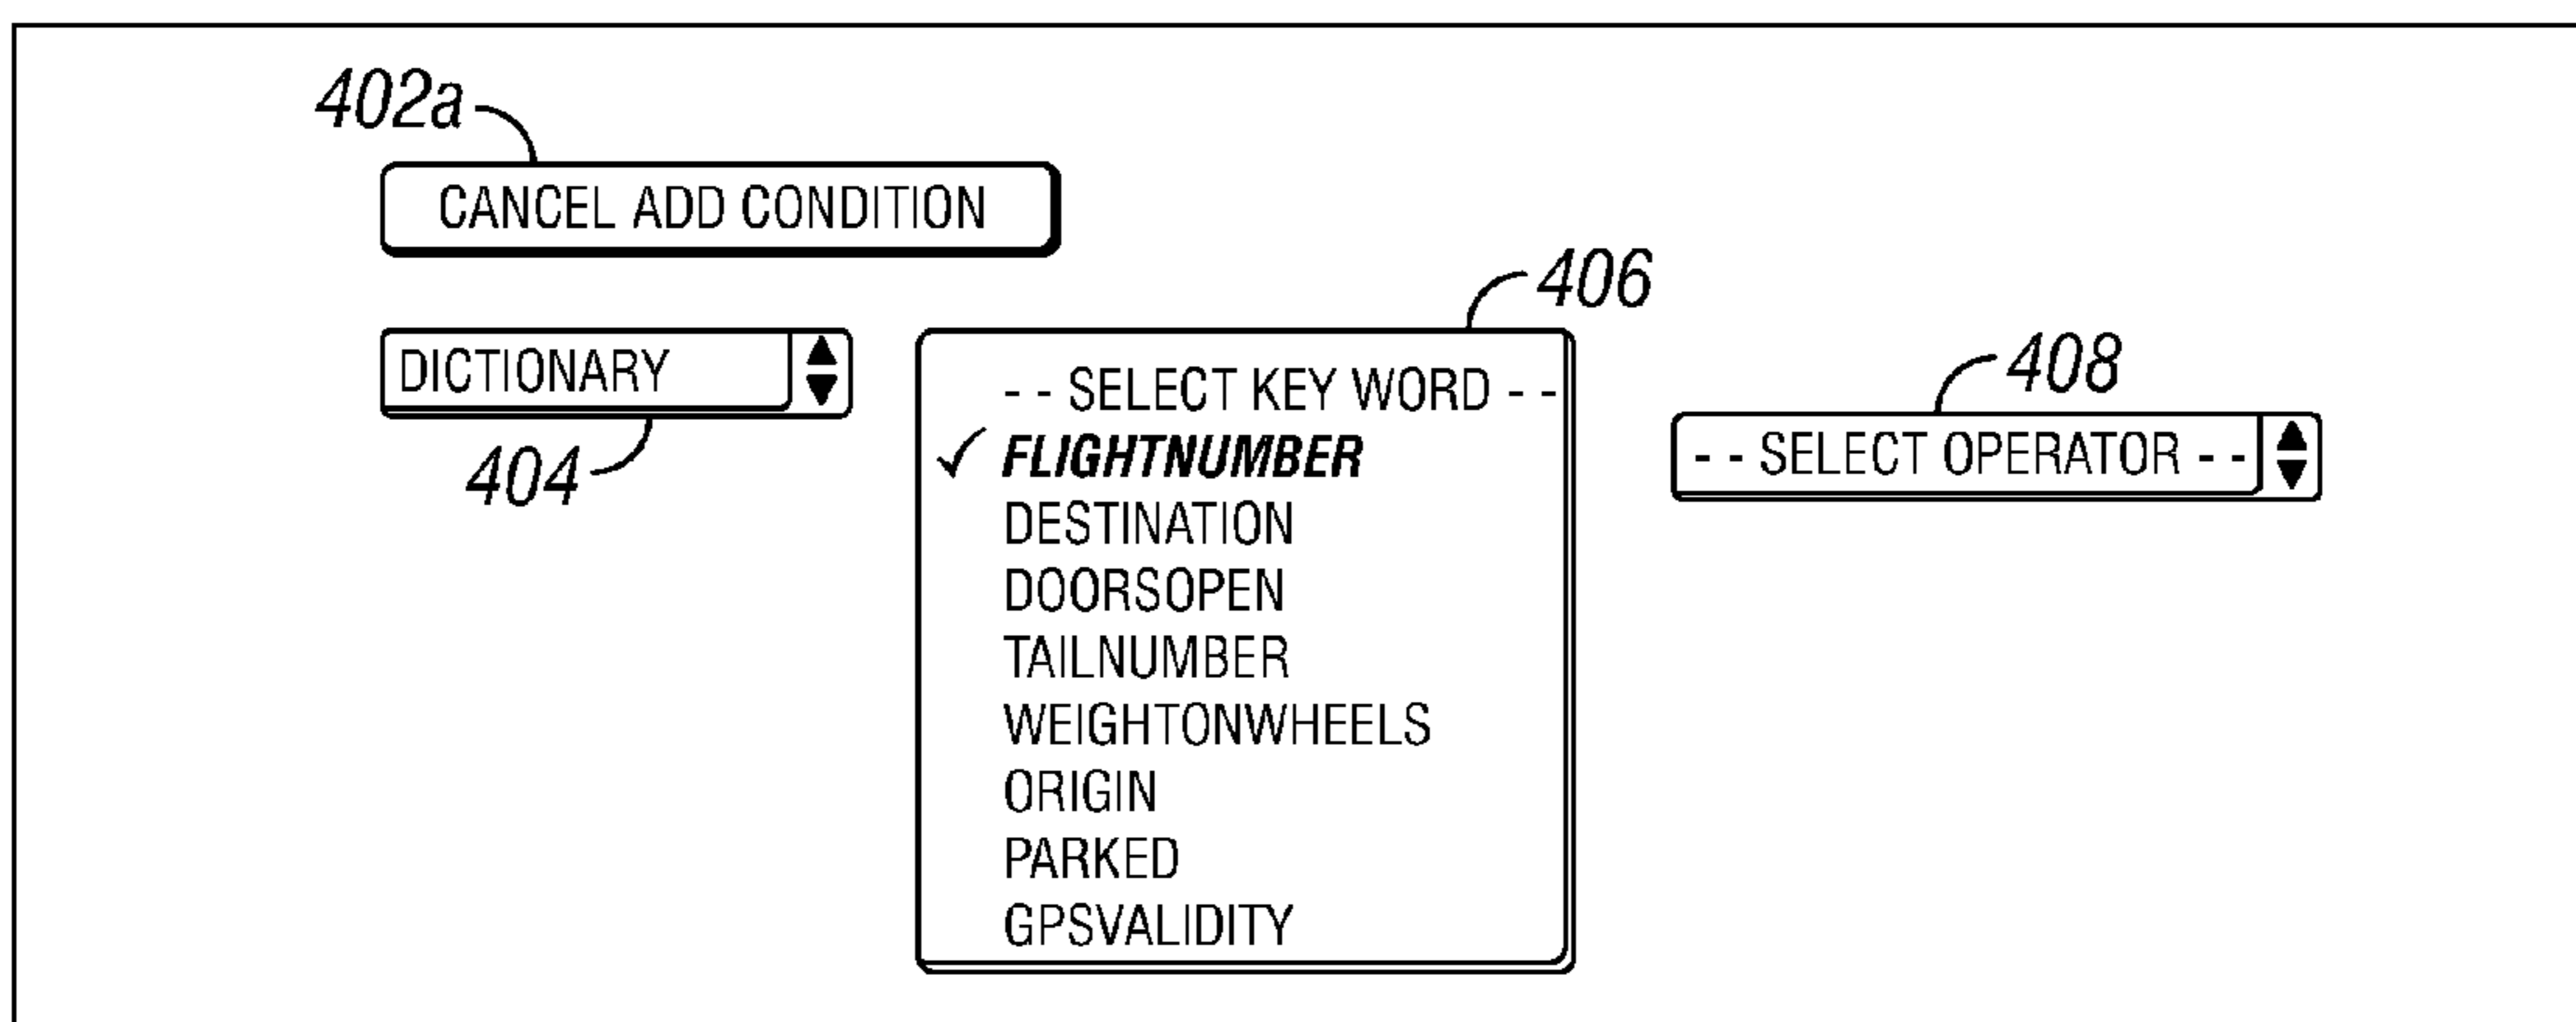 402a
CANCEL ADD CONDITION
406
DICTIONARY
404
- - SELECT KEY WORD - -
✓ FLIGHTNUMBER
DESTINATION
DOORSOPEN
TAILNUMBER
WEIGHTONWHEELS
ORIGIN
PARKED
GPSVALIDITY
408
- - SELECT OPERATOR - -